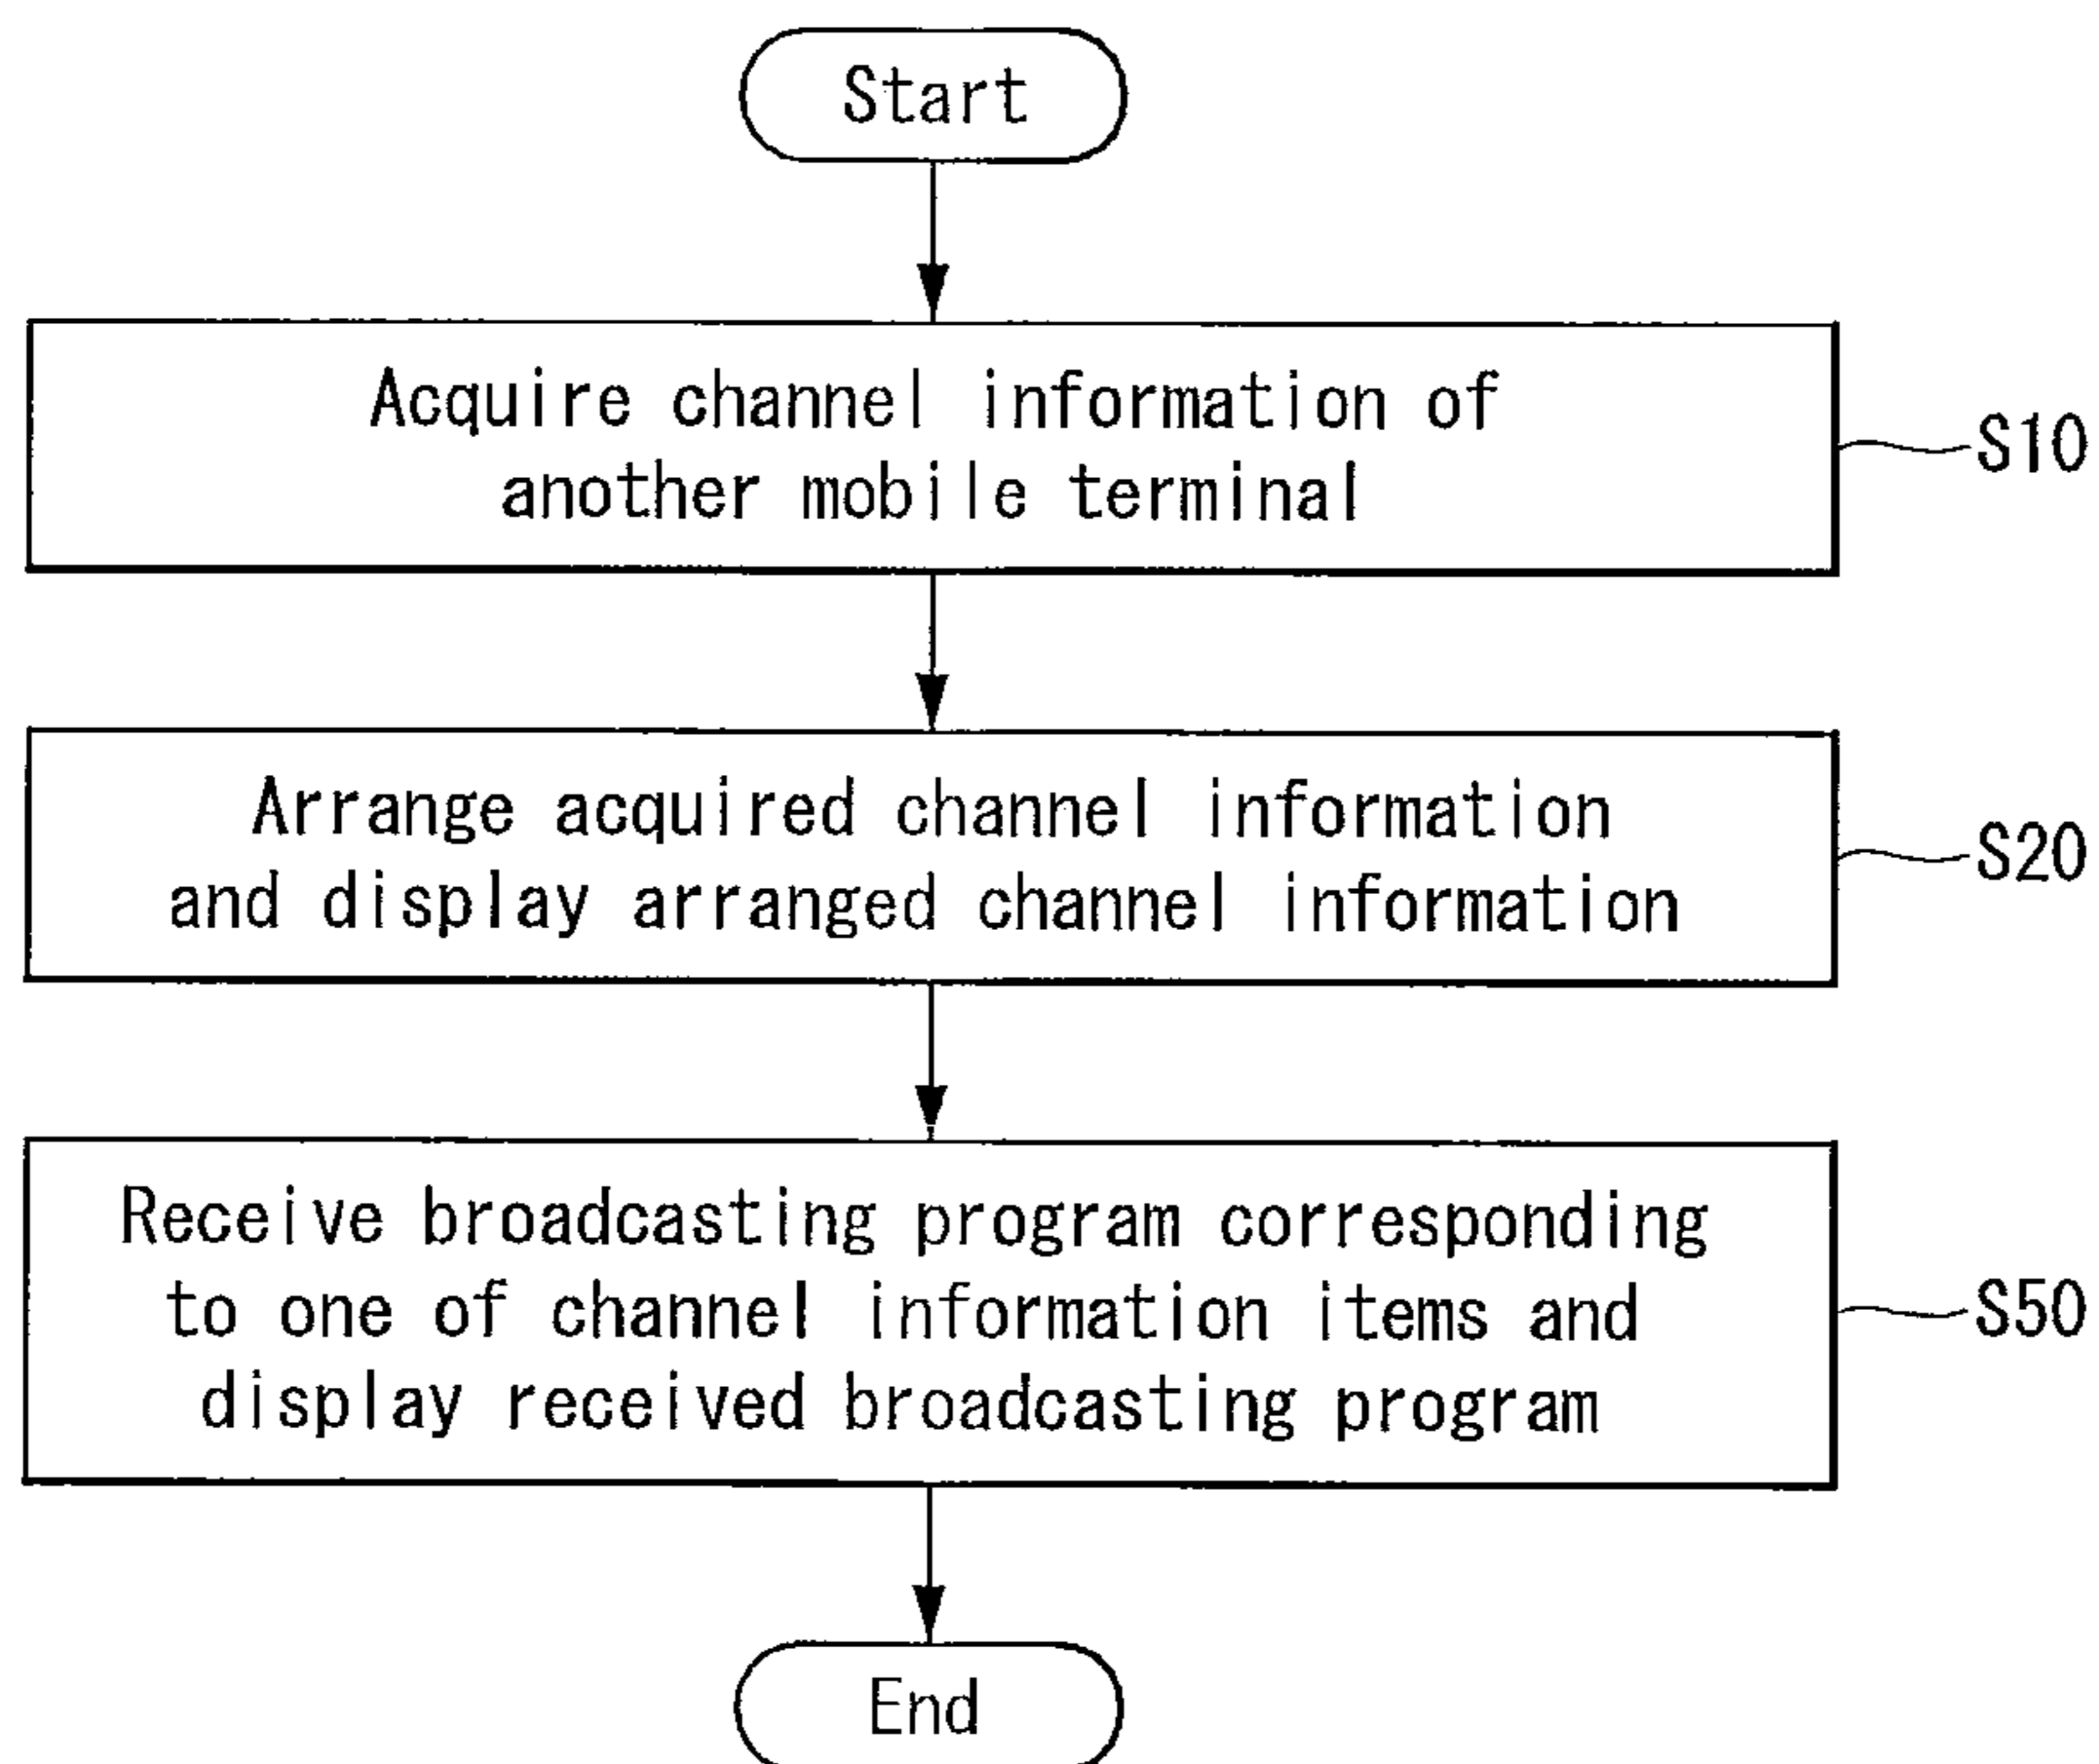 Start
Acquire channel information of
another mobile terminal
S10
Arrange acquired channel information
and display arranged channel information
S20
Receive broadcasting program corresponding
to one of channel information items and
display received broadcasting program
S50
End